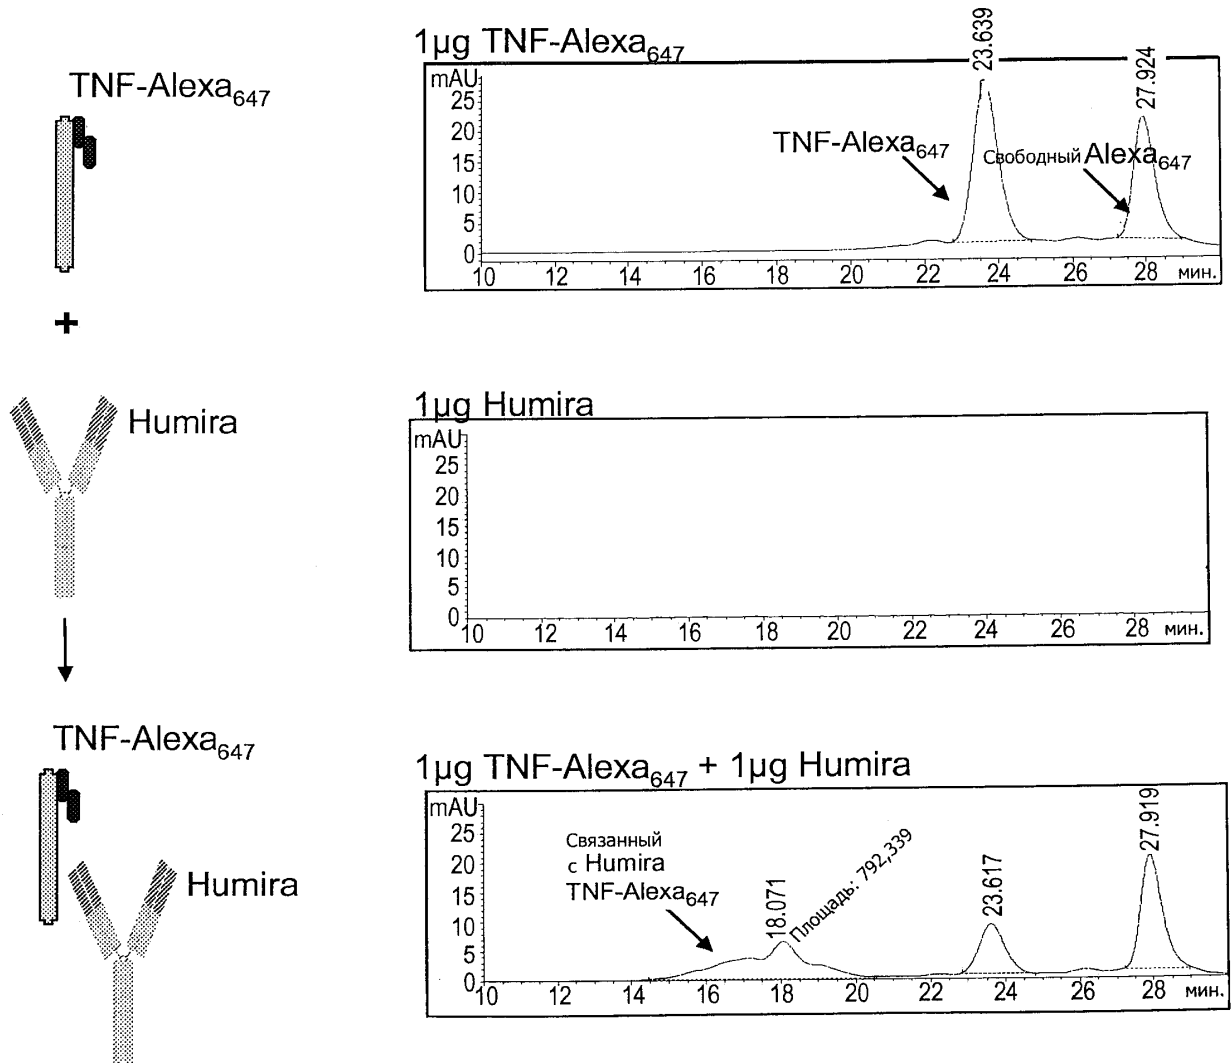 TNF-Alexa647
+
Humira
TNF-Alexa647
Humira
1µg TNF-Alexa647
mAU
25
20
15
10
5
0
10 12 14 16 18 20 22 24 26 28 мин.
23.639
27.924
TNF-Alexa647
Свободный Alexa647
1µg Humira
mAU
25
20
15
10
5
0
10 12 14 16 18 20 22 24 26 28 мин.
1µg TNF-Alexa647 + 1µg Humira
mAU
25
20
15
10
5
0
10 12 14 16 18 20 22 24 26 28 мин.
Связанный
с Humira
TNF-Alexa647
18.071
Площадь: 792,339
23.617
27.919